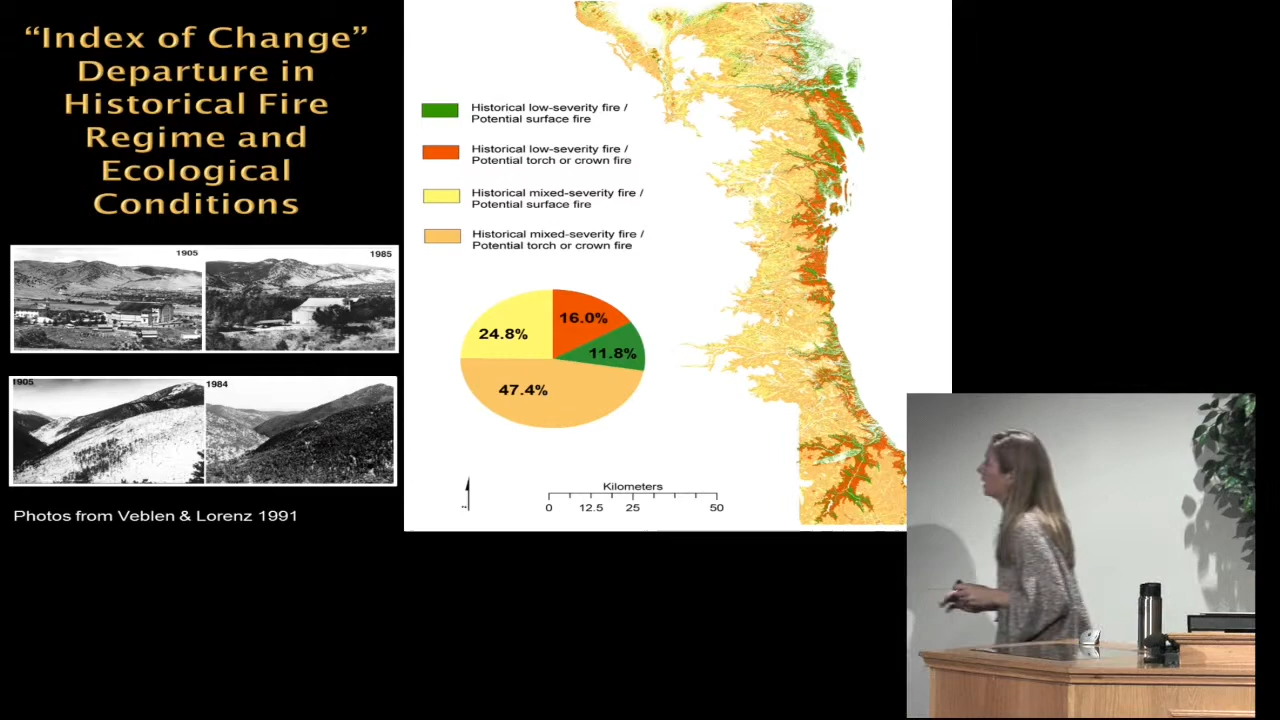 “Index of Change”
Departure in
Historical Fire
Regime and
Ecological
Conditions
1905
1985
1905
1984
Photos from Veblen & Lorenz 1991
Historical low-severity fire /
Potential surface fire
Historical low-severity fire /
Potential torch or crown fire
Historical mixed-severity fire /
Potential surface fire
Historical mixed-severity fire /
Potential torch or crown fire
16.0%
24.8%
11.8%
47.4%
Kilometers
0 12.5 25 50